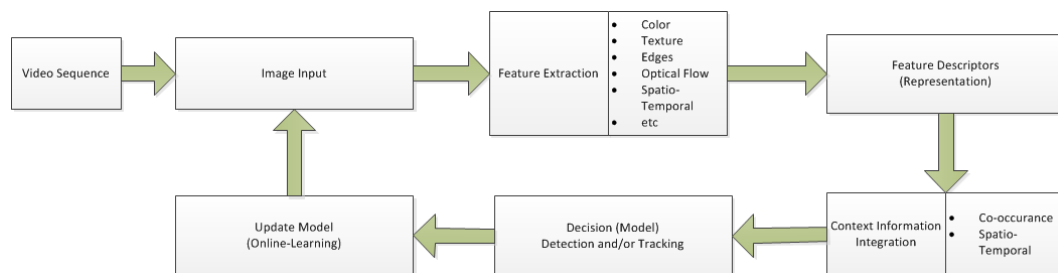 Video Sequence
Image Input
Feature Extraction
• Color
• Texture
• Edges
• Optical Flow
• Spatio-
Temporal
• etc
Feature Descriptors
(Representation)
Context Information
Integration
• Co-occurance
• Spatio-
Temporal
Decision (Model)
Detection and/or Tracking
Update Model
(Online-Learning)